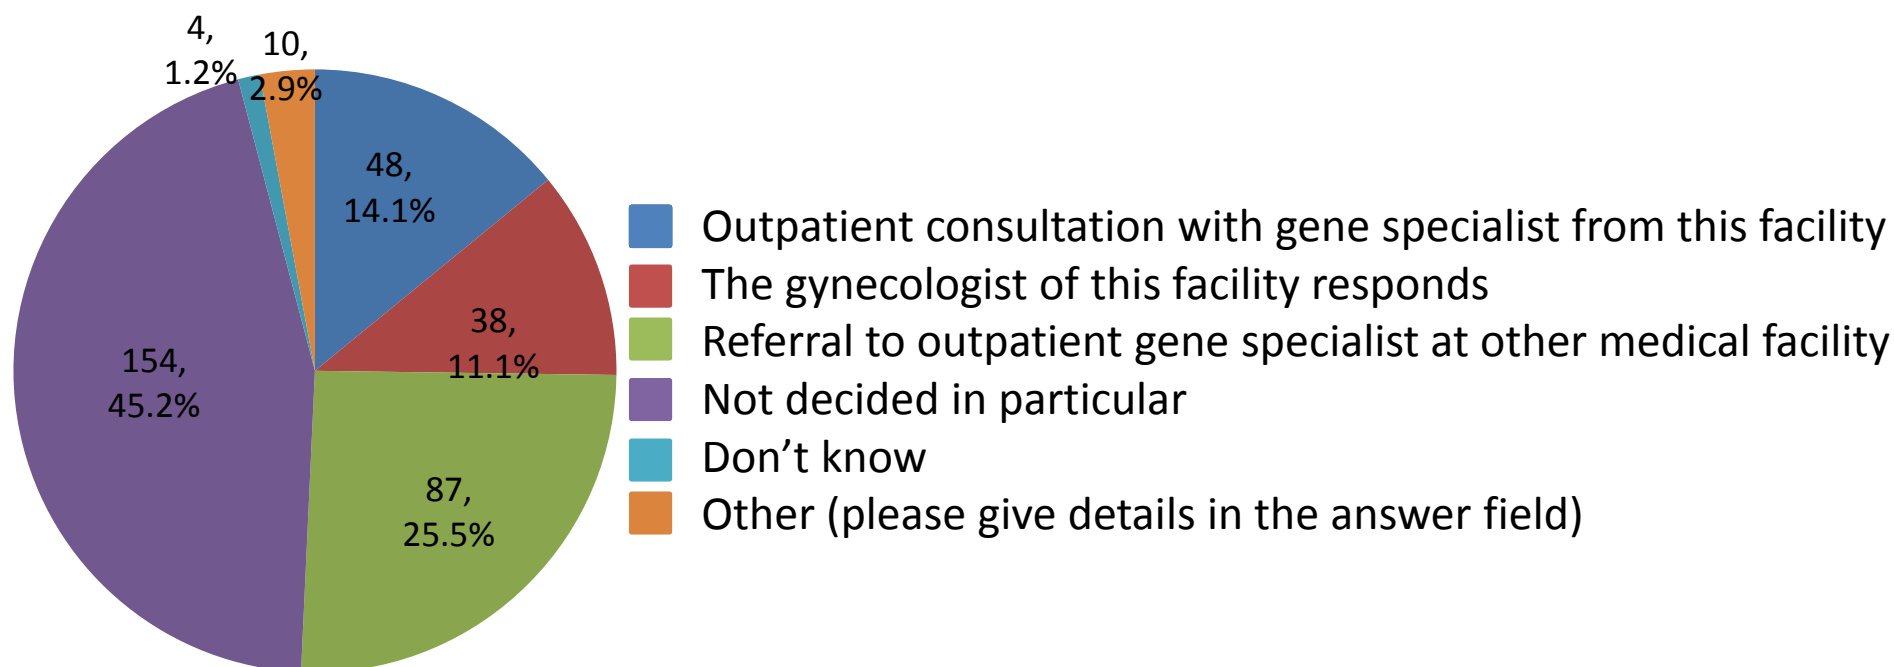 4,
1.2%
10,
2.9%
48,
14.1%
38,
11.1%
87,
25.5%
154,
45.2%
Outpatient consultation with gene specialist from this facility
The gynecologist of this facility responds
Referral to outpatient gene specialist at other medical facility
Not decided in particular
Don’t know
Other (please give details in the answer field)